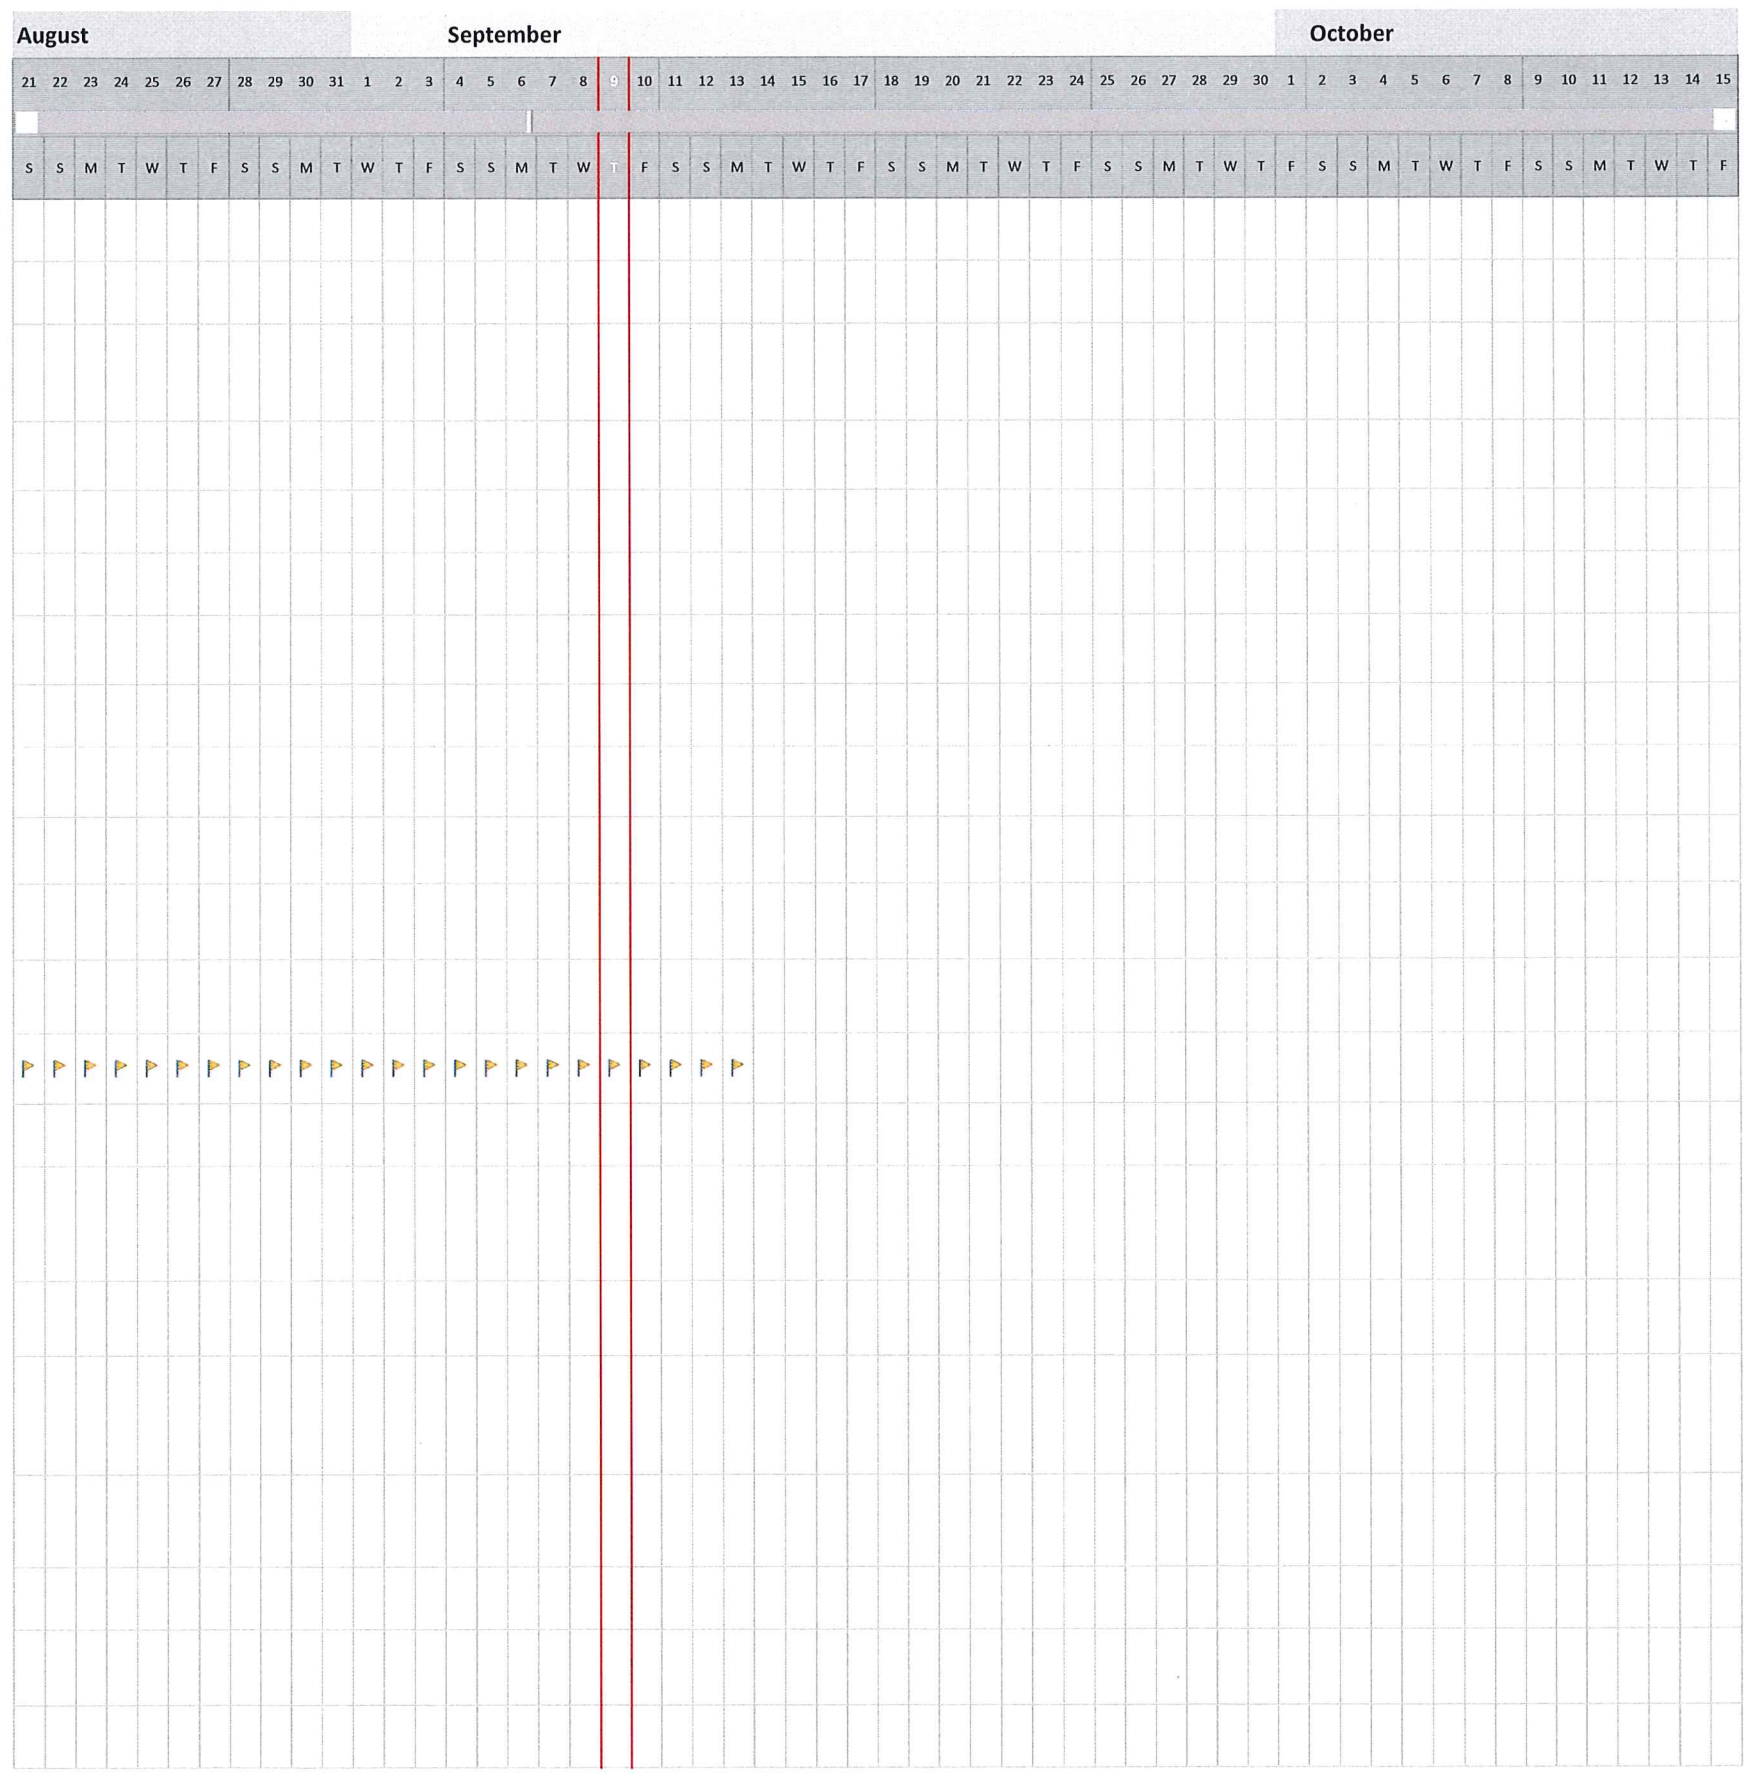 August September October
21 22 23 24 25 26 27 28 29 30 31 1 2 3 4 5 6 7 8 9 10 11 12 13 14 15 16 17 18 19 20 21 22 23 24 25 26 27 28 29 30 1 2 3 4 5 6 7 8 9 10 11 12 13 14 15
S S M T W T F S S M T W T F S S M T W T F S S M T W T F S S M T W T F S S M T W T F S S M T W T F S S M T W T F